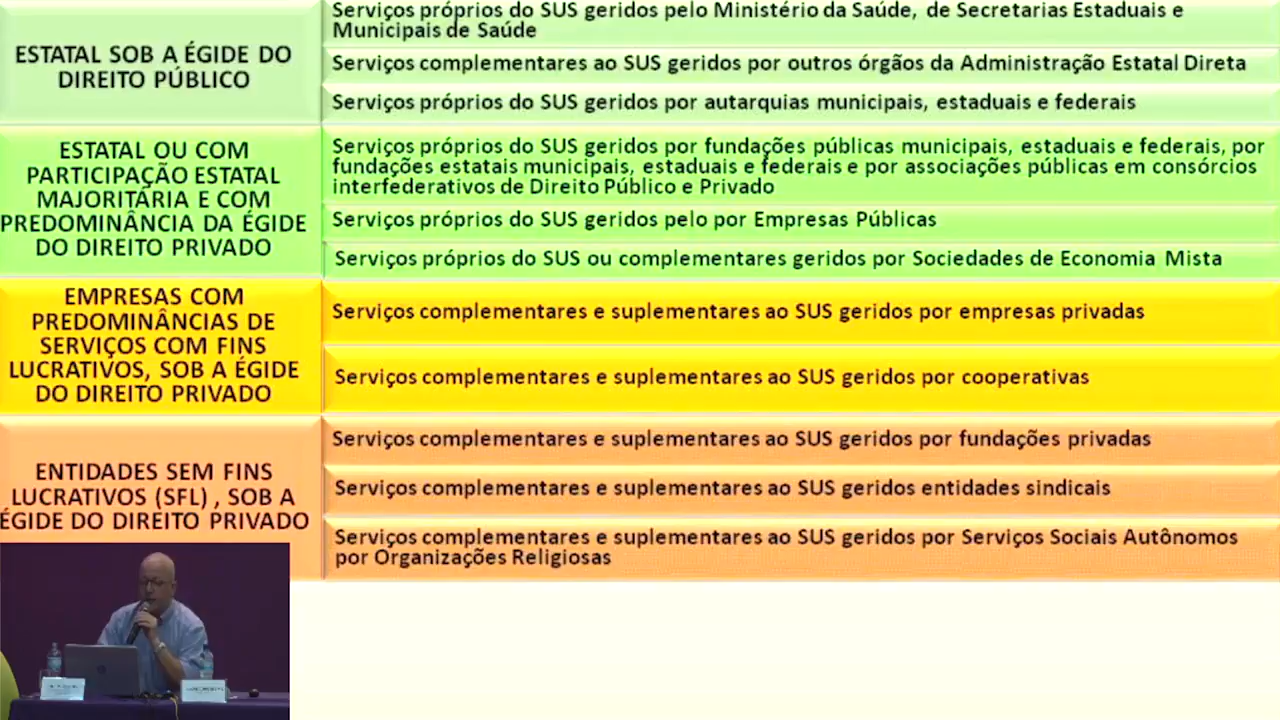 ESTATAL SOB A ÉGIDE DO
DIREITO PÚBLICO
Serviços próprios do SUS geridos pelo Ministério da Saúde, de Secretarias Estaduais e
Municipais de Saúde
Serviços complementares ao SUS geridos por outros órgãos da Administração Estatal Direta
Serviços próprios do SUS geridos por autarquias municipais, estaduais e federais
ESTATAL OU COM
PARTICIPAÇÃO ESTATAL
MAJORITÁRIA E COM
PREDOMINÂNCIA DA ÉGIDE
DO DIREITO PRIVADO
Serviços próprios do SUS geridos por fundações públicas municipais, estaduais e federais, por
fundações estatais municipais, estaduais e federais e por associações públicas em consórcios
interfederativos de Direito Público e Privado
Serviços próprios do SUS geridos pelo por Empresas Públicas
Serviços próprios do SUS ou complementares geridos por Sociedades de Economia Mista
EMPRESAS COM
PREDOMINÂNCIAS DE
SERVIÇOS COM FINS
LUCRATIVOS, SOB A ÉGIDE
DO DIREITO PRIVADO
Serviços complementares e suplementares ao SUS geridos por empresas privadas
Serviços complementares e suplementares ao SUS geridos por cooperativas
ENTIDADES SEM FINS
LUCRATIVOS (SFL) , SOB A
ÉGIDE DO DIREITO PRIVADO
Serviços complementares e suplementares ao SUS geridos por fundações privadas
Serviços complementares e suplementares ao SUS geridos entidades sindicais
Serviços complementares e suplementares ao SUS geridos por Serviços Sociais Autônomos
por Organizações Religiosas